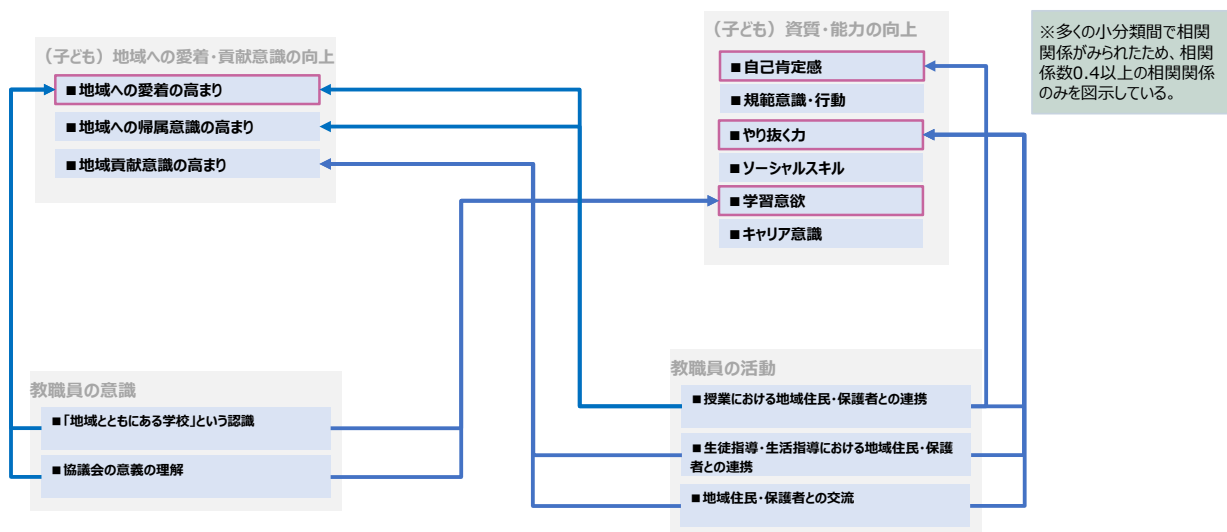 （子ども）地域への愛着・貢献意識の向上
■地域への愛着の高まり
■地域への帰属意識の高まり
■地域貢献意識の高まり
（子ども）資質・能力の向上
■自己肯定感
■規範意識・行動
■やり抜く力
■ソーシャルスキル
■学習意欲
■キャリア意識
※多くの小分類間で相関
関係がみられたため、相関
係数0.4以上の相関関係
のみを図示している。
教職員の意識
■「地域とともにある学校」という認識
■協議会の意義の理解
教職員の活動
■授業における地域住民・保護者との連携
■生徒指導・生活指導における地域住民・保護
者との連携
■地域住民・保護者との交流